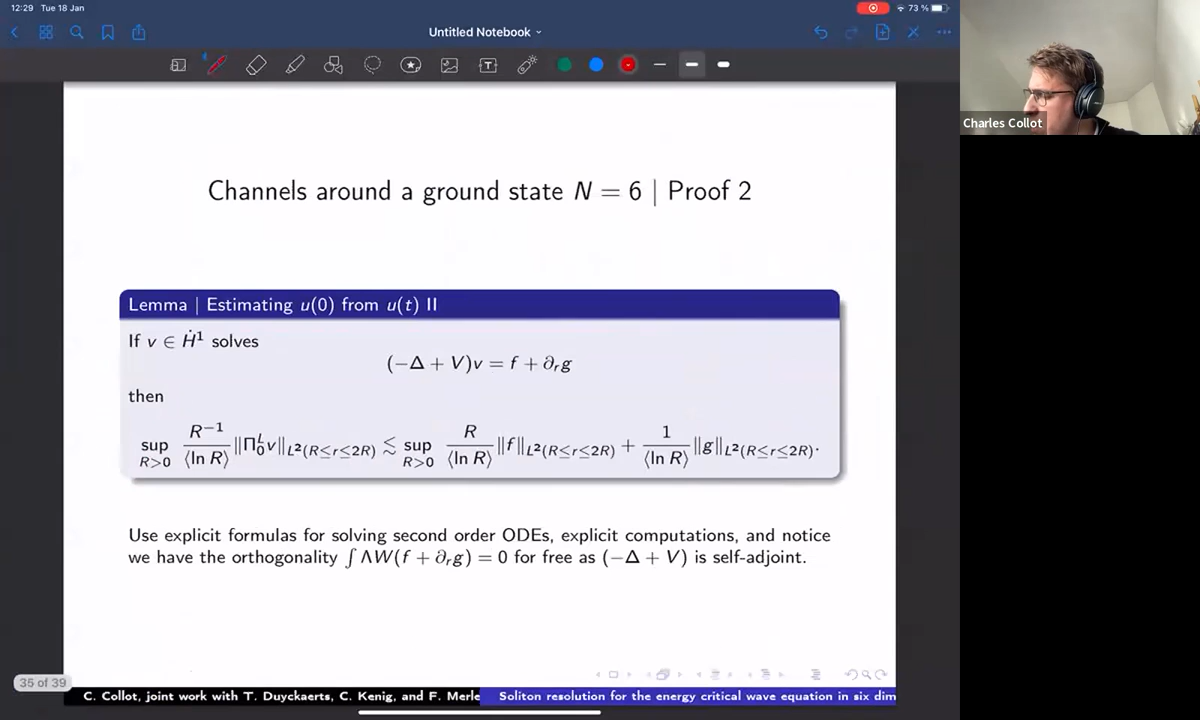 12:29 Tue 18 Jan
73 %
Untitled Notebook
Charles Collot
Channels around a ground state N = 6 | Proof 2
Lemma | Estimating u(0) from u(t) II
If v ∈ Ḣ¹ solves
(−Δ + V)v = f + ∂ᵣg
then
sup_{R>0} \frac{R^{-1}}{⟨ln R⟩} ‖Π_0^L v‖_{L²(R≤r≤2R)} ≲ sup_{R>0} \frac{R}{⟨ln R⟩} ‖f‖_{L²(R≤r≤2R)} + \frac{1}{⟨ln R⟩} ‖g‖_{L²(R≤r≤2R)}.
Use explicit formulas for solving second order ODEs, explicit computations, and notice
we have the orthogonality ∫ ΛW(f + ∂ᵣg) = 0 for free as (−Δ + V) is self-adjoint.
35 of 39
C. Collot, joint work with T. Duyckaerts, C. Kenig, and F. Merle
Soliton resolution for the energy critical wave equation in six dim